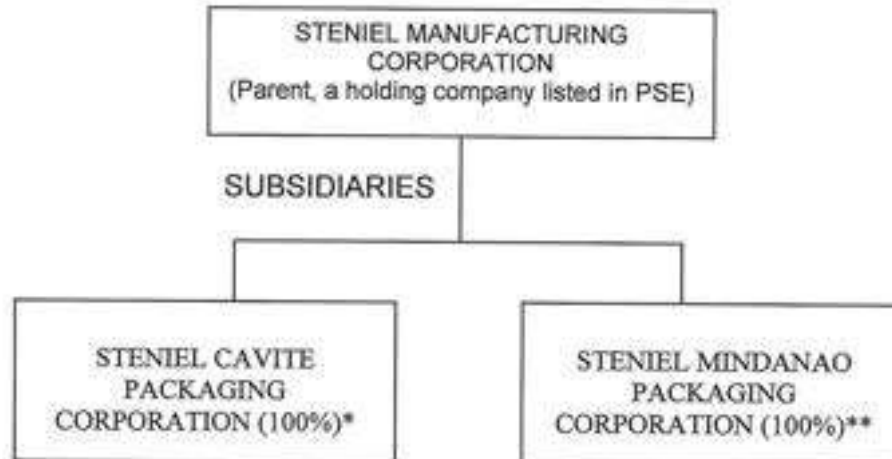 STENIEL MANUFACTURING
CORPORATION
(Parent, a holding company listed in PSE)
SUBSIDIARIES
STENIEL CAVITE
PACKAGING
CORPORATION (100%)*
STENIEL MINDANAO
PACKAGING
CORPORATION (100%)**